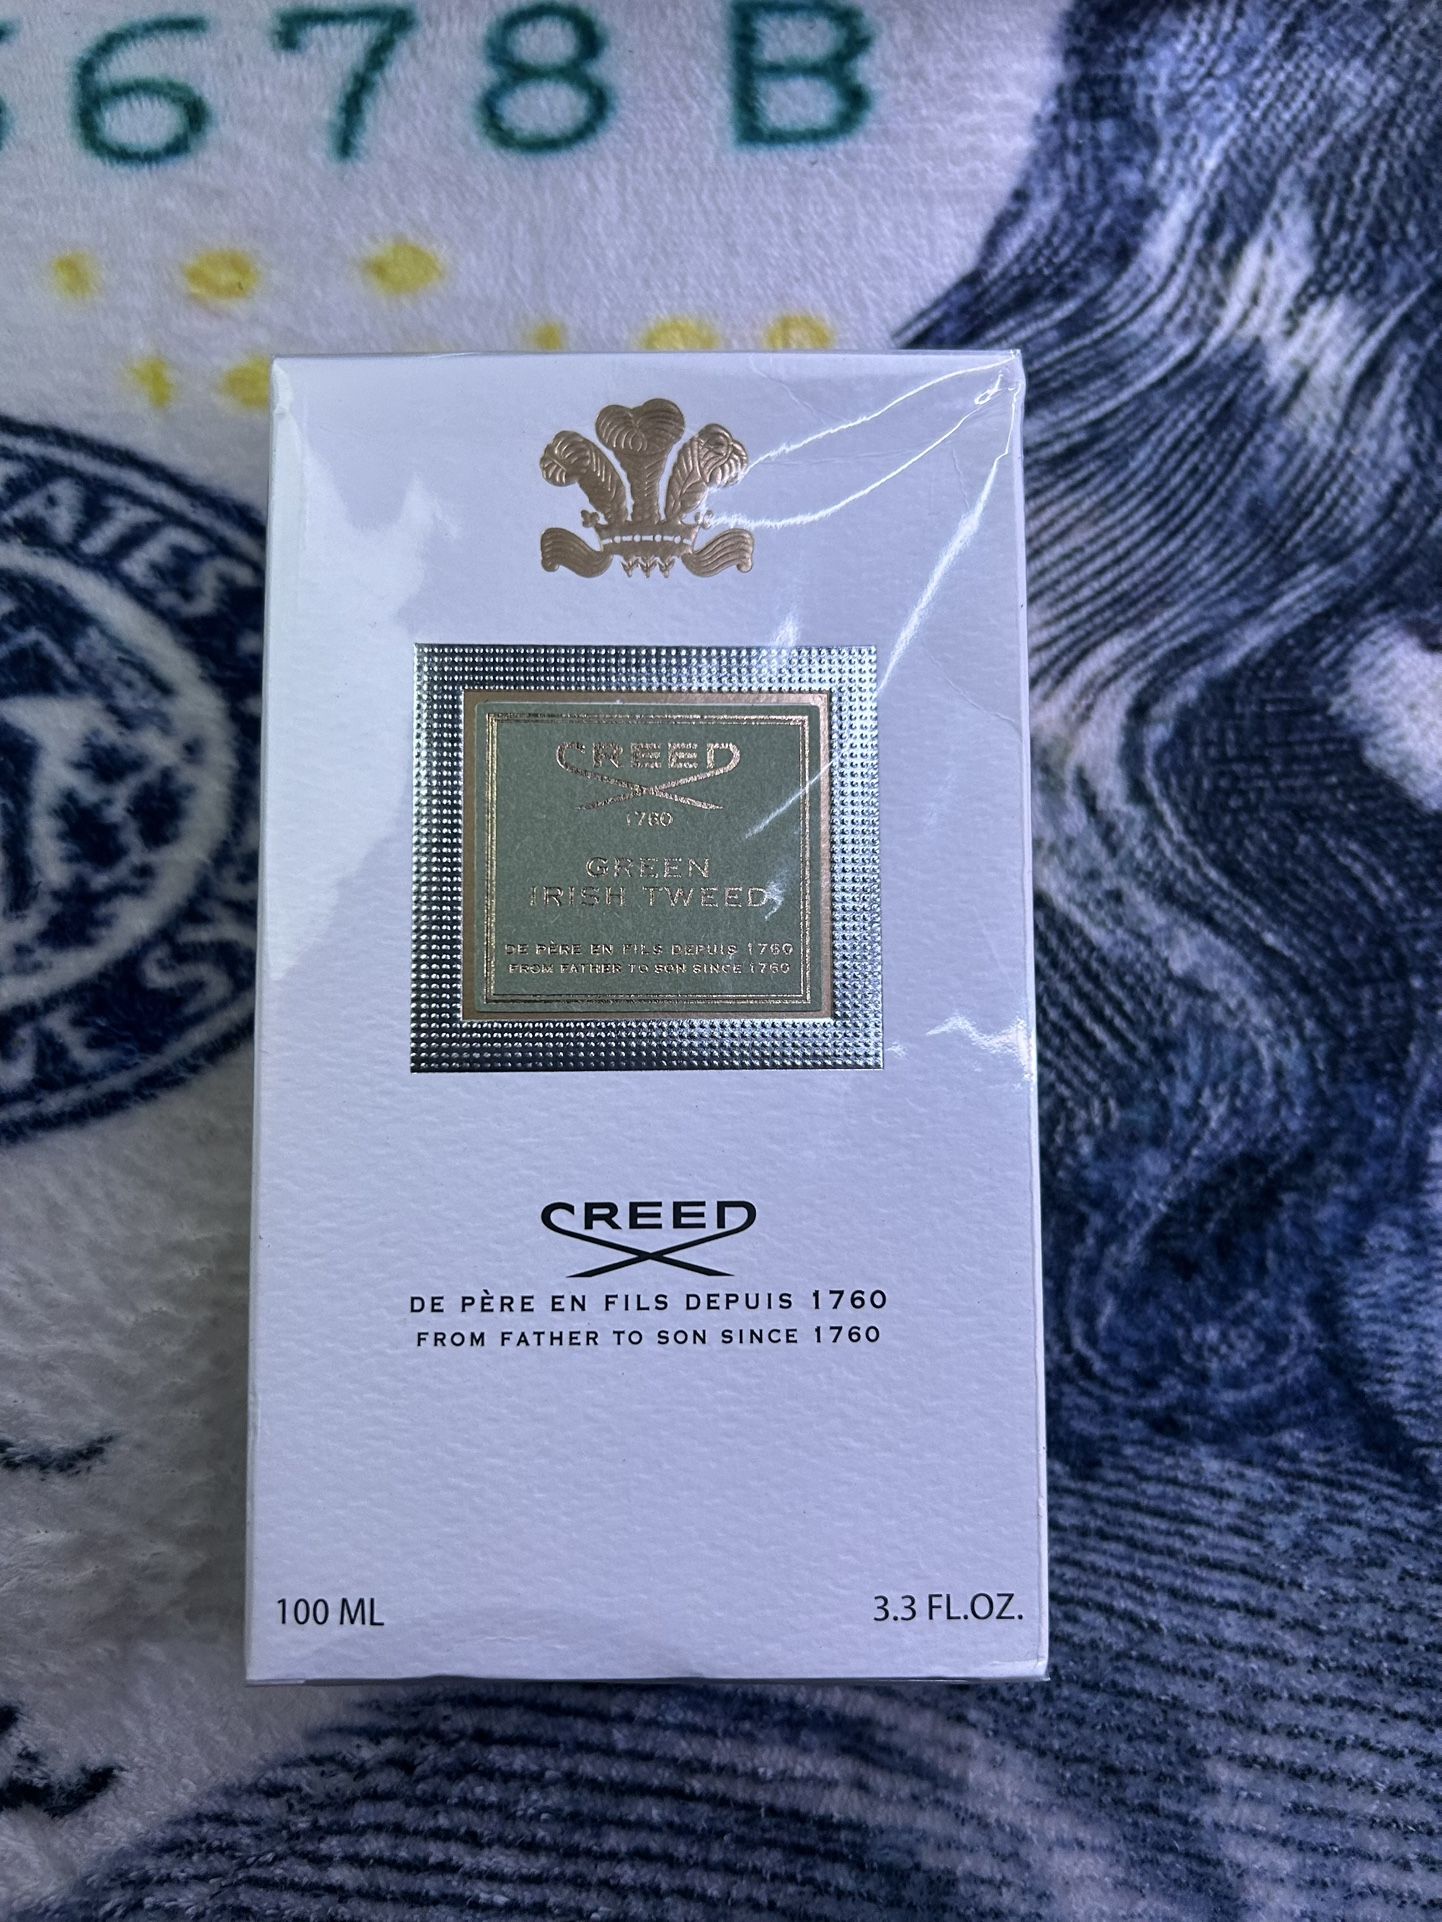 678B
CREED
1760
GREEN
IRISH TWEED
DE PÈRE EN FILS DEPUIS 1760
FROM FATHER TO SON SINCE 1760
CREED
DE PÈRE EN FILS DEPUIS 1760
FROM FATHER TO SON SINCE 1760
100 ML
3.3 FL.OZ.